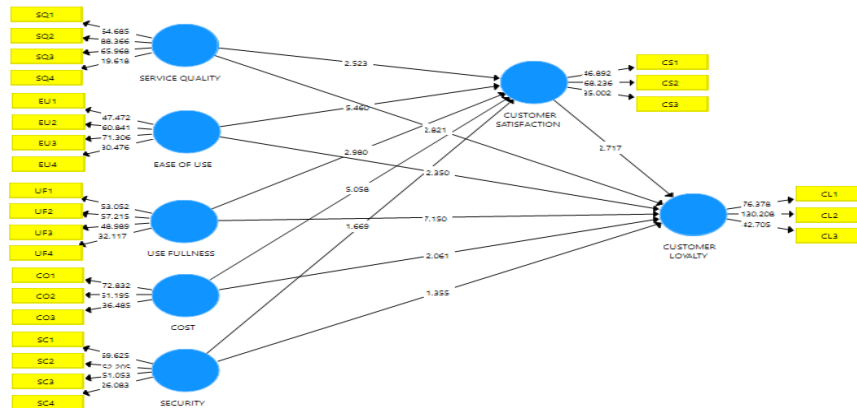 SQ1
SQ2
SQ3
SQ4
54.685
88.366
65.968
19.618
SERVICE QUALITY
EU1
EU2
EU3
EU4
47.472
60.841
71.306
30.476
EASE OF USE
UF1
UF2
UF3
UF4
53.052
57.215
48.989
32.117
USE FULLNESS
CO1
CO2
CO3
72.832
51.195
36.485
COST
SC1
SC2
SC3
SC4
52.205
51.053
26.083
SECURITY
2.523
5.460
2.821
2.980
2.350
5.058
1.669
7.150
2.061
1.355
2.717
CUSTOMER
SATISFACTION
46.892
68.236
35.002
CS1
CS2
CS3
CUSTOMER
LOYALTY
76.378
130.208
42.705
CL1
CL2
CL3